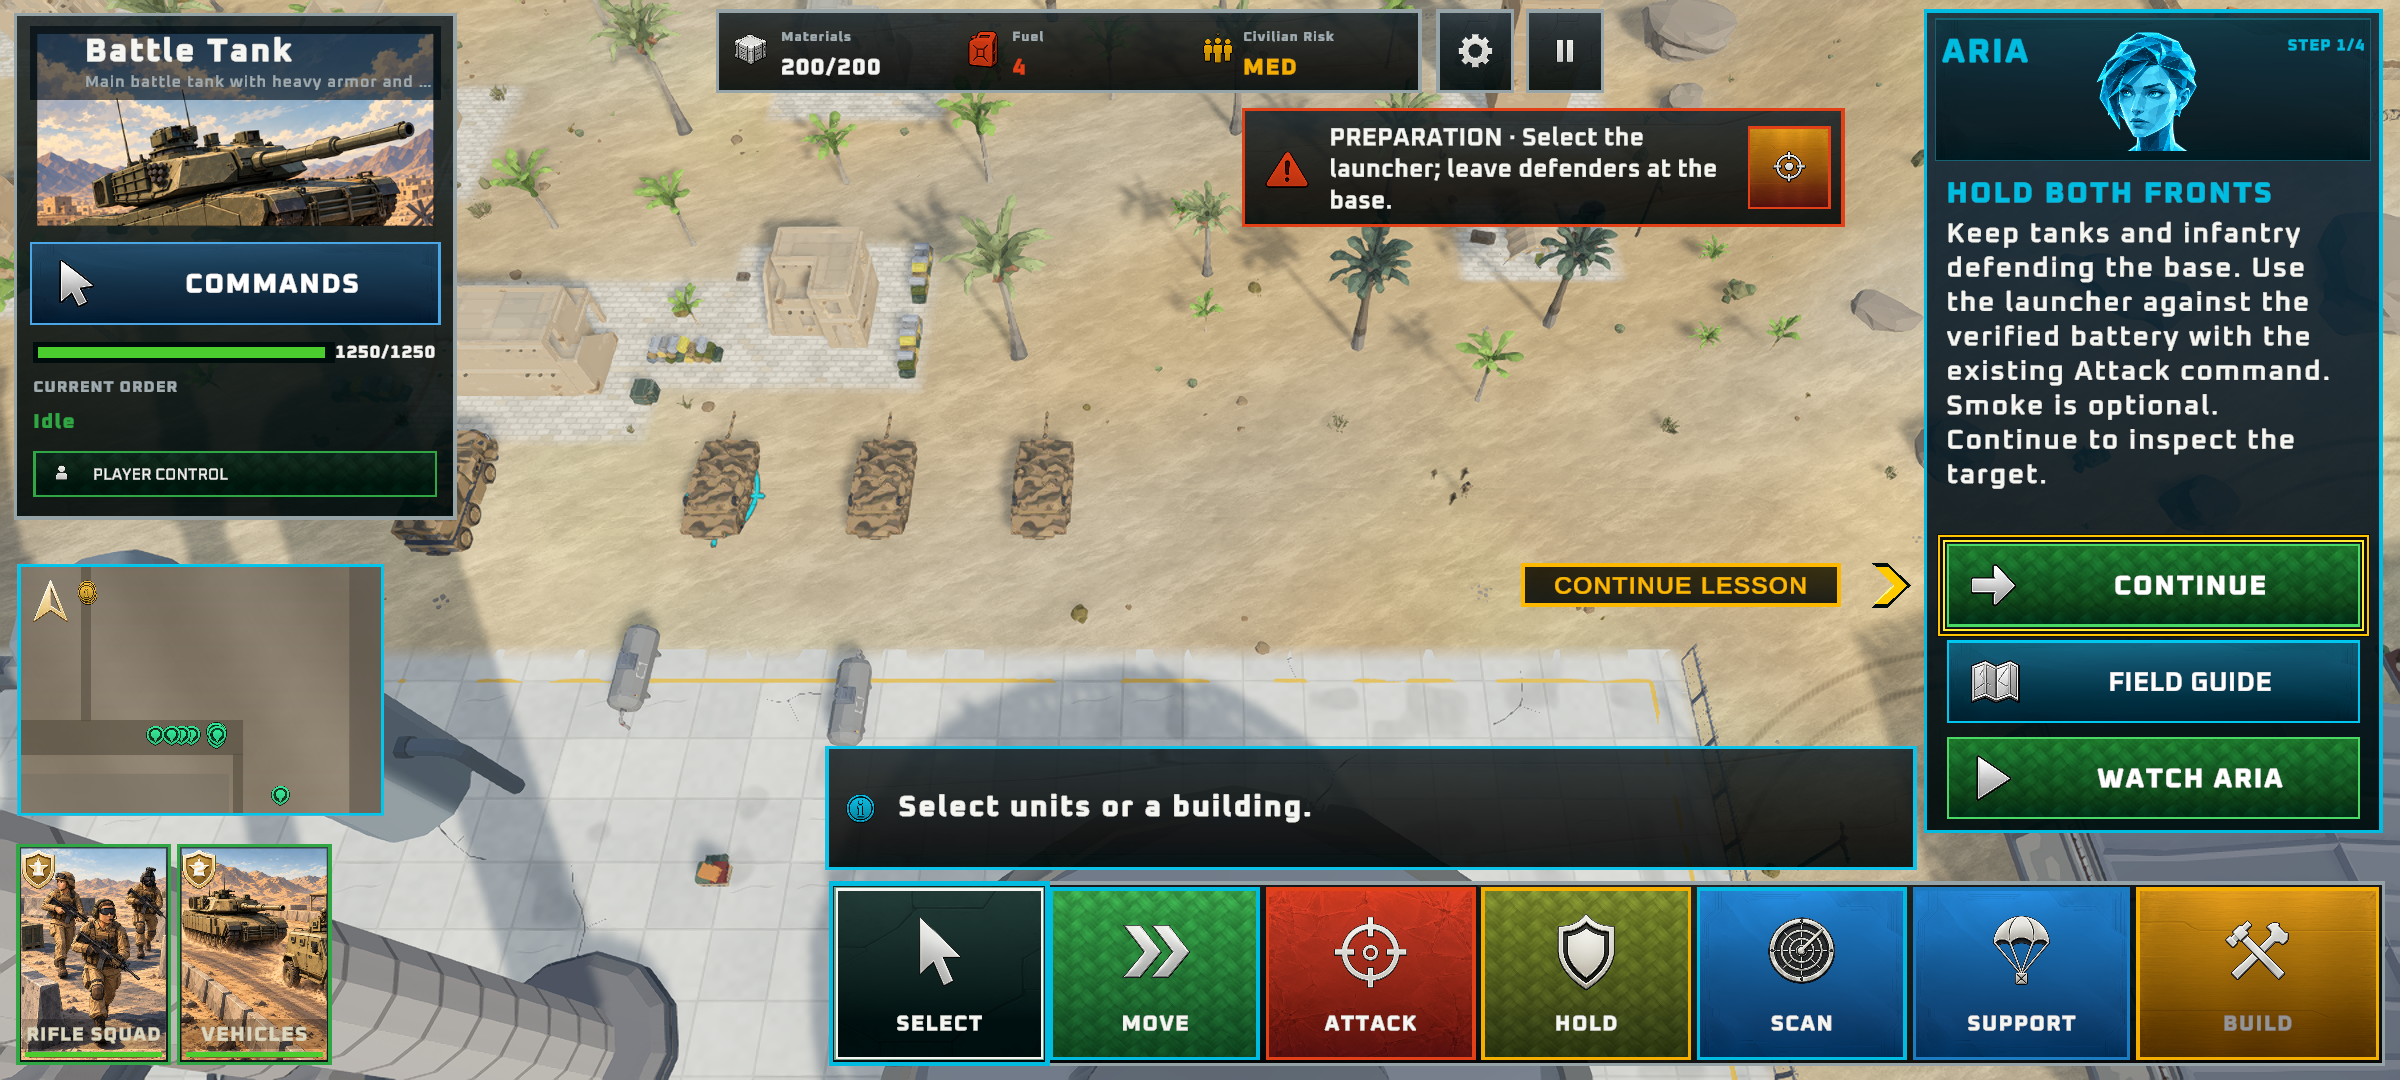 Battle Tank
Main battle tank with heavy armor and ...
COMMANDS
1250/1250
CURRENT ORDER
Idle
PLAYER CONTROL
Materials
200/200
Fuel
4
Civilian Risk
MED
PREPARATION · Select the
launcher; leave defenders at the
base.
ARIA
STEP 1/4
HOLD BOTH FRONTS
Keep tanks and infantry
defending the base. Use
the launcher against the
verified battery with the
existing Attack command.
Smoke is optional.
Continue to inspect the
target.
CONTINUE LESSON
CONTINUE
FIELD GUIDE
WATCH ARIA
Select units or a building.
RIFLE SQUAD
VEHICLES
SELECT
MOVE
ATTACK
HOLD
SCAN
SUPPORT
BUILD